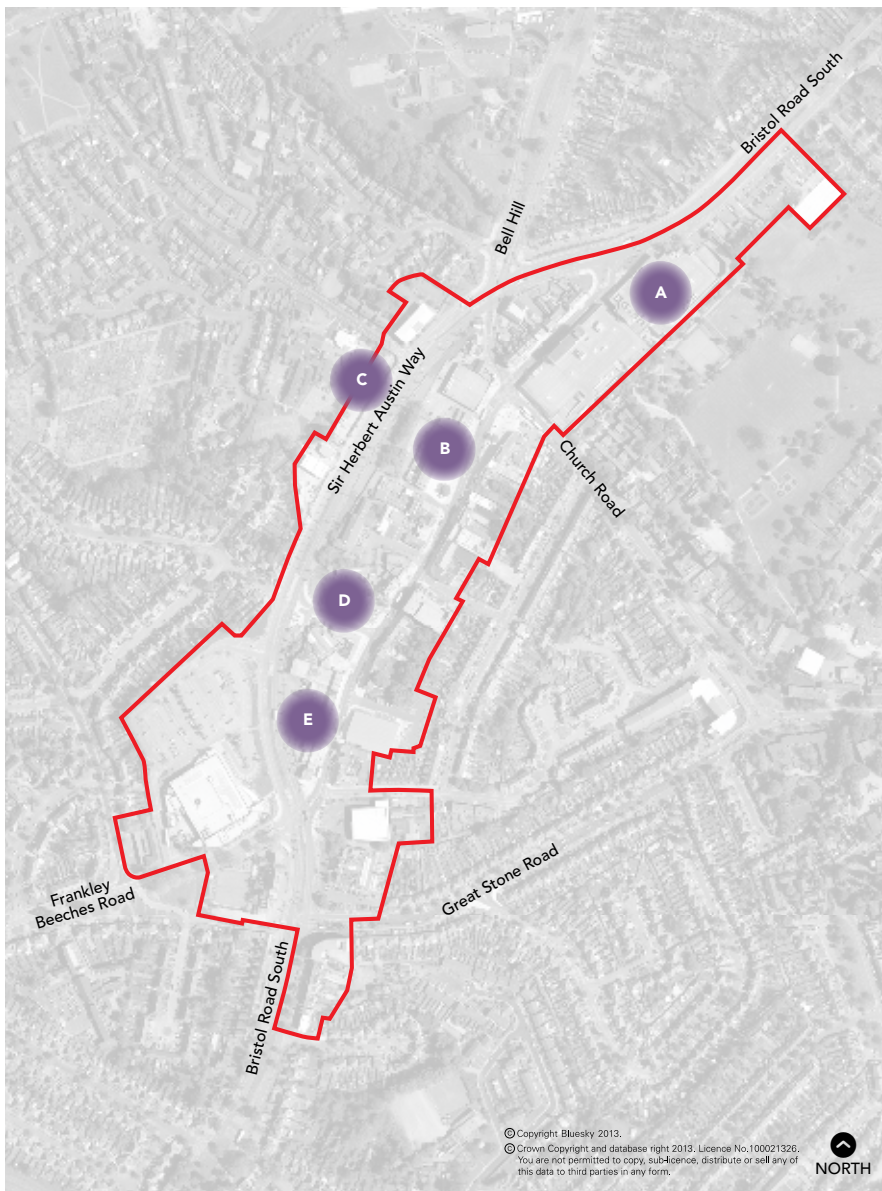 Bristol Road South
Bell Hill
A
C
Sir Herbert Austin Way
B
Church Road
D
E
Great Stone Road
Frankley
Beeches Road
Bristol Road South
© Copyright Bluesky 2013.
© Crown Copyright and database right 2013. Licence No.100021326.
You are not permitted to copy, sub-licence, distribute or sell any of
this data to third parties in any form.
NORTH